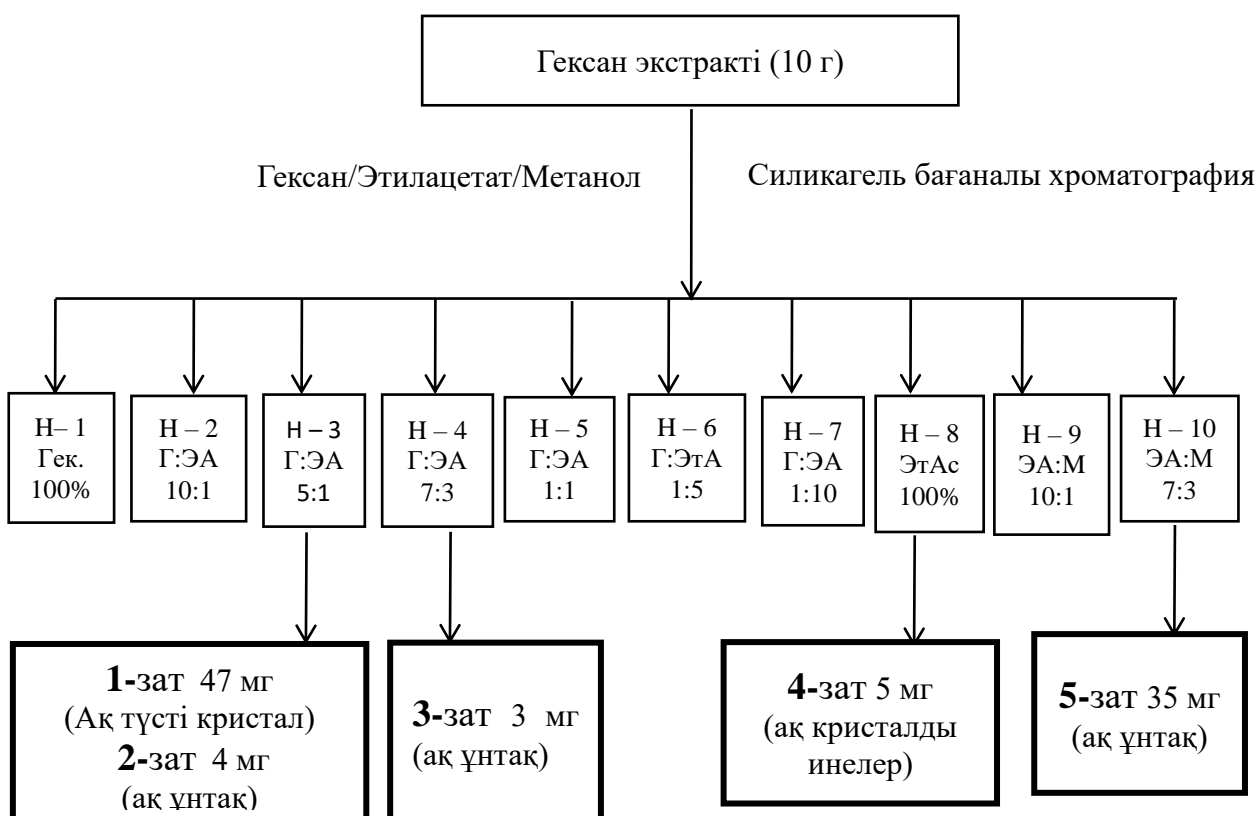 Гексан экстракті (10 г)
Гексан/Этилацетат/Метанол
Силикагель бағаналы хроматография
Н– 1
Гек.
100%
Н – 2
Г:ЭА
10:1
Н – 3
Г:ЭА
5:1
Н – 4
Г:ЭА
7:3
Н – 5
Г:ЭА
1:1
Н – 6
Г:ЭтА
1:5
Н – 7
Г:ЭА
1:10
Н – 8
ЭтАс
100%
Н – 9
ЭА:М
10:1
Н – 10
ЭА:М
7:3
1-зат 47 мг
(Ақ түсті кристал)
2-зат 4 мг
(ақ ұнтақ)
3-зат 3 мг
(ақ ұнтақ)
4-зат 5 мг
(ақ кристалды
инелер)
5-зат 35 мг
(ақ ұнтақ)